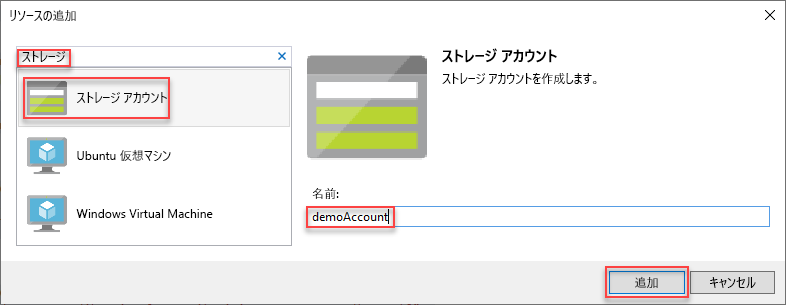 リソースの追加
ストレージ
ストレージ アカウント
Ubuntu 仮想マシン
Windows Virtual Machine
ストレージ アカウント
ストレージ アカウントを作成します。
名前:
demoAccount
追加
キャンセル